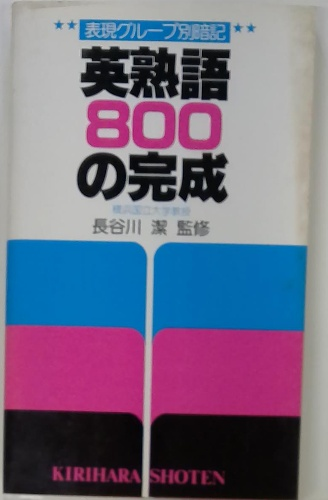 ★★ 表現グループ別暗記 ★★
英熟語
800
の完成
横浜国立大学教授
長谷川 潔 監修
KIRIHARA SHOTEN